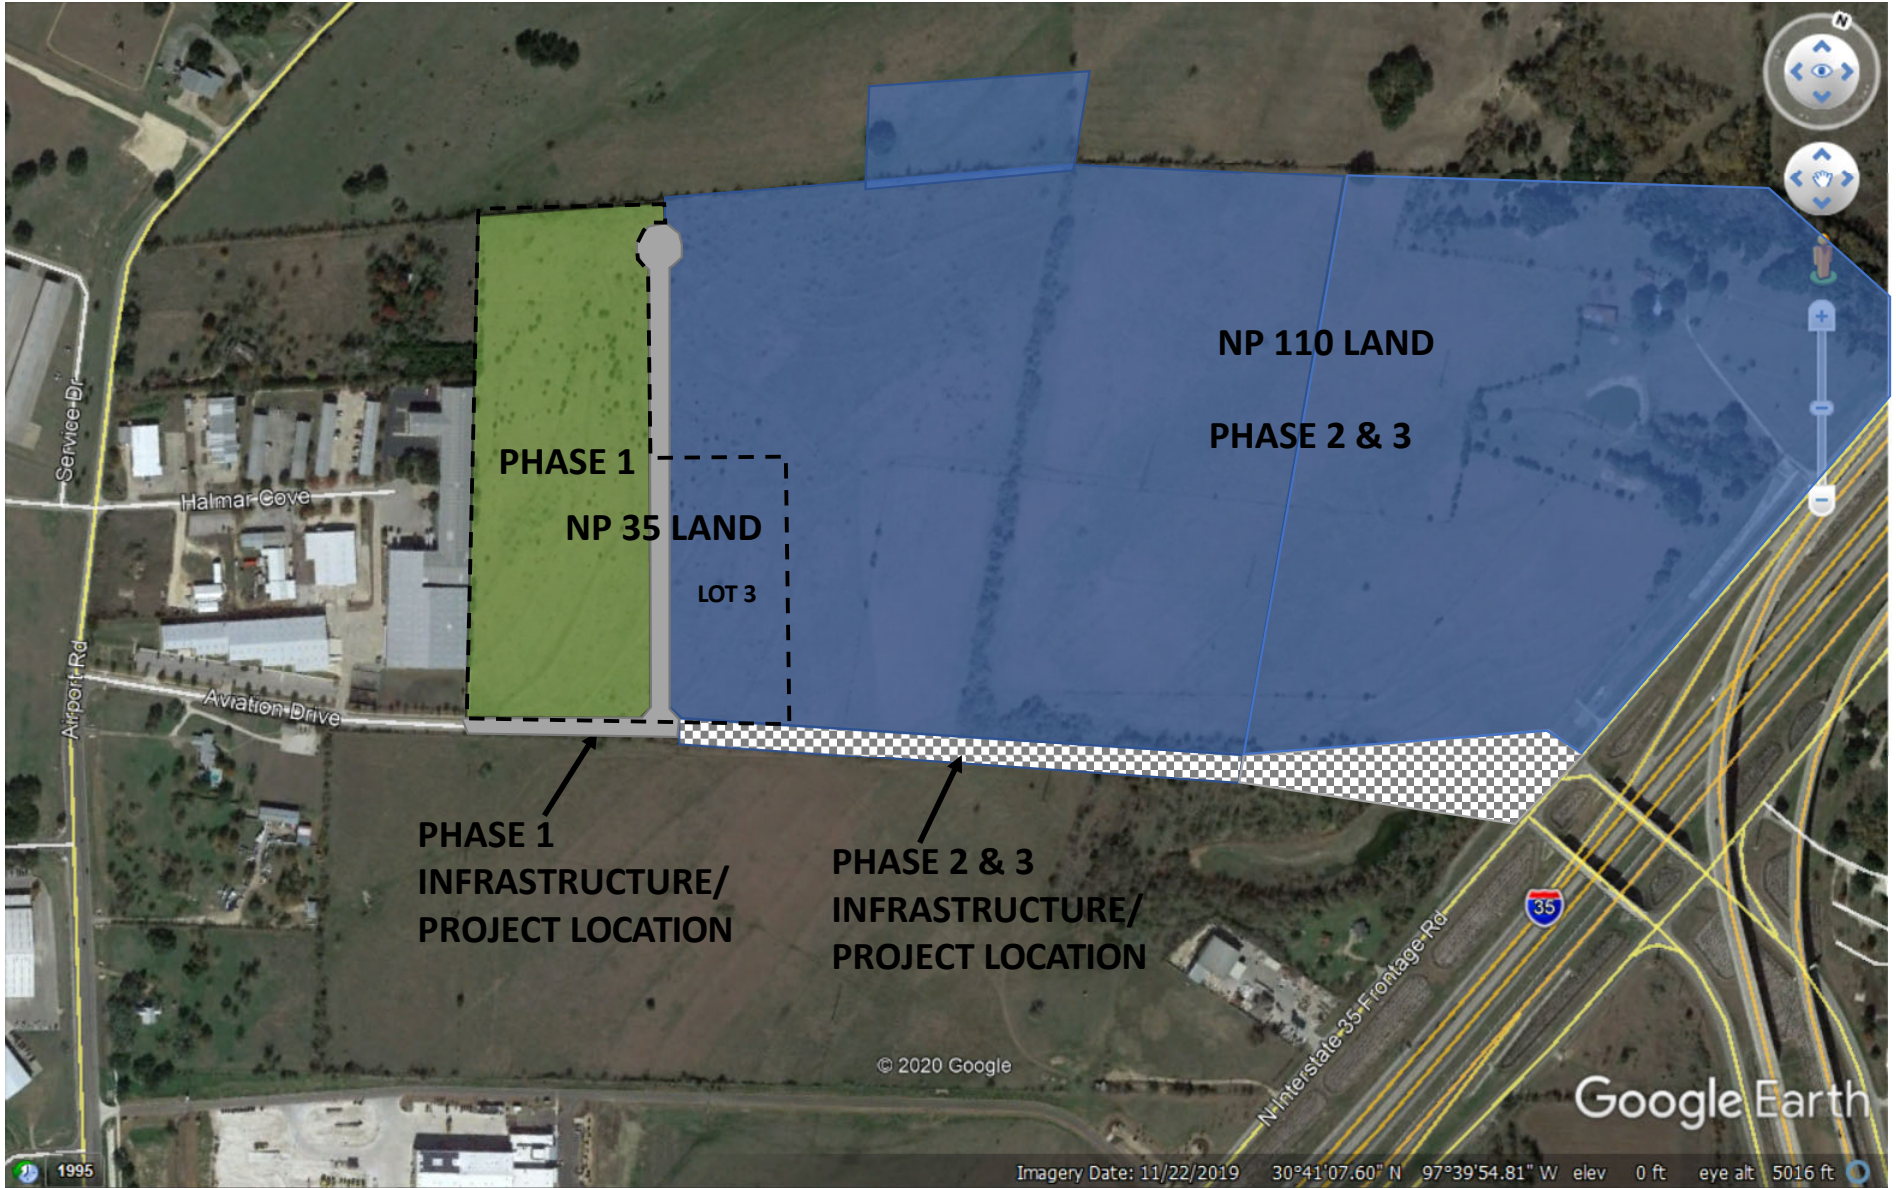 N
NP 110 LAND
PHASE 2 & 3
PHASE 1
NP 35 LAND
LOT 3
Service Dr
Halmar Cove
Airport Rd
Aviation Drive
PHASE 1
INFRASTRUCTURE/
PROJECT LOCATION
PHASE 2 & 3
INFRASTRUCTURE/
PROJECT LOCATION
35
N Interstate 35 Frontage Rd
© 2020 Google
Google Earth
1995
Imagery Date: 11/22/2019 30°41'07.60" N 97°39'54.81" W elev 0 ft eye alt 5016 ft